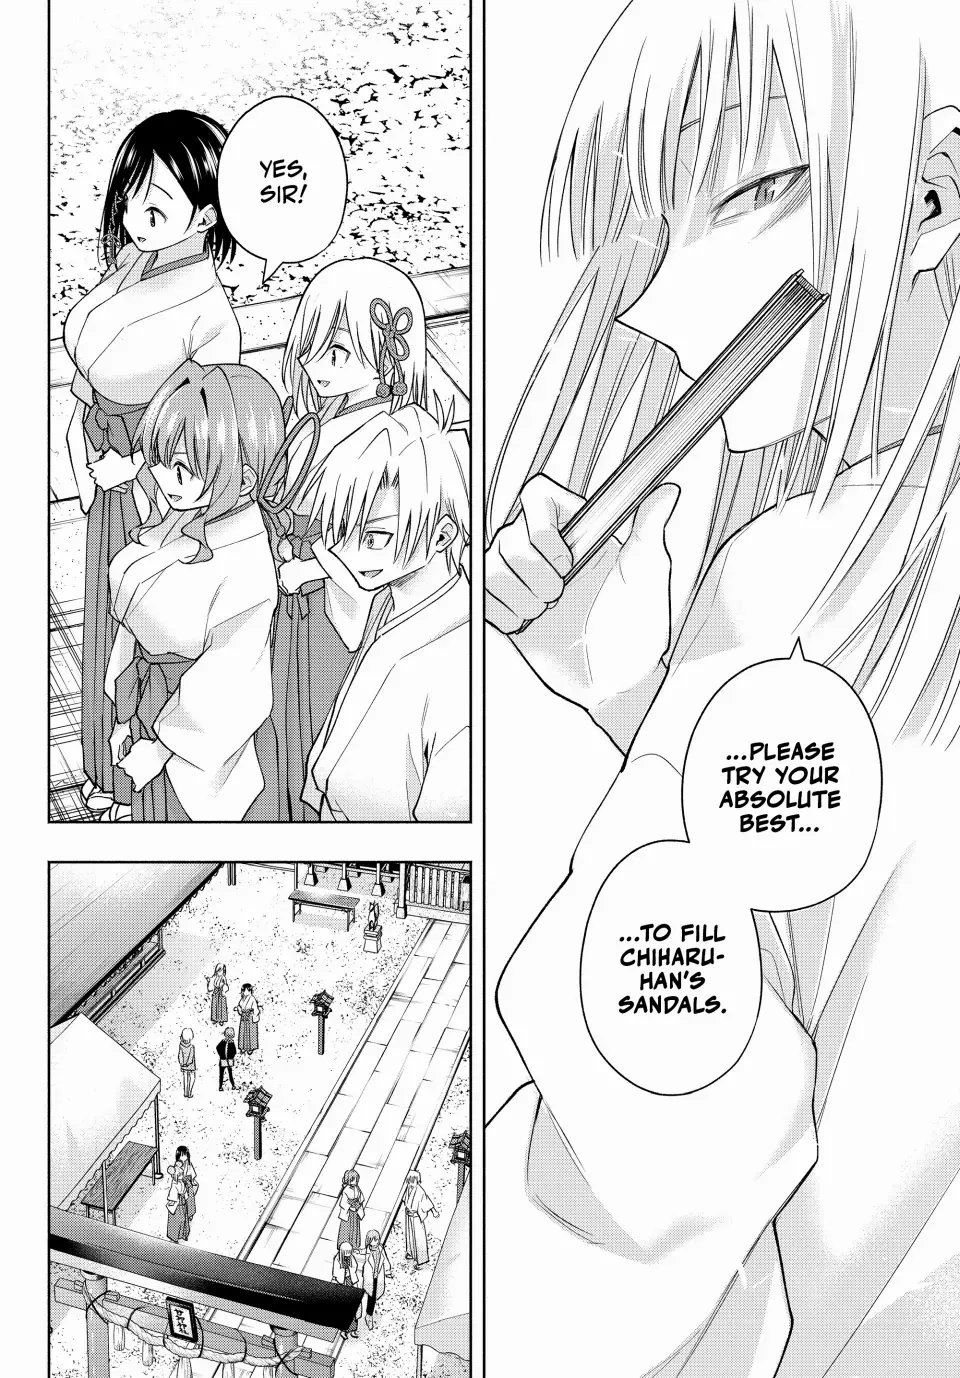 ...PLEASE
TRY YOUR
ABSOLUTE
BEST...
...TO FILL
CHIHARU-
HAN'S
SANDALS.
YES,
SIR!